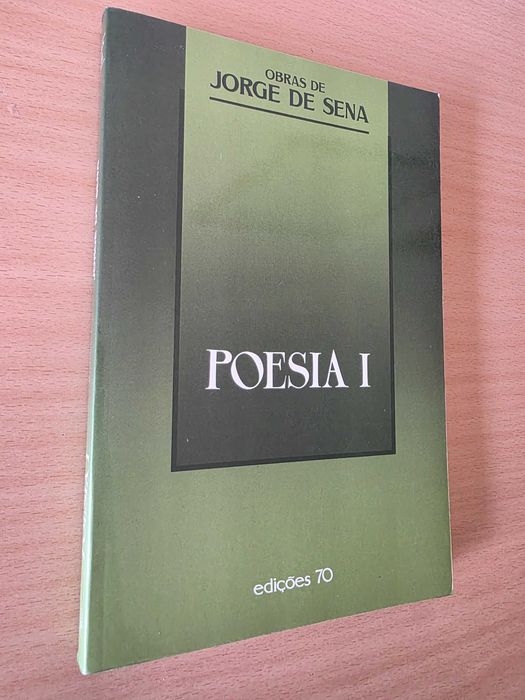 OBRAS DE
JORGE DE SENA
POESIA I
edições 70